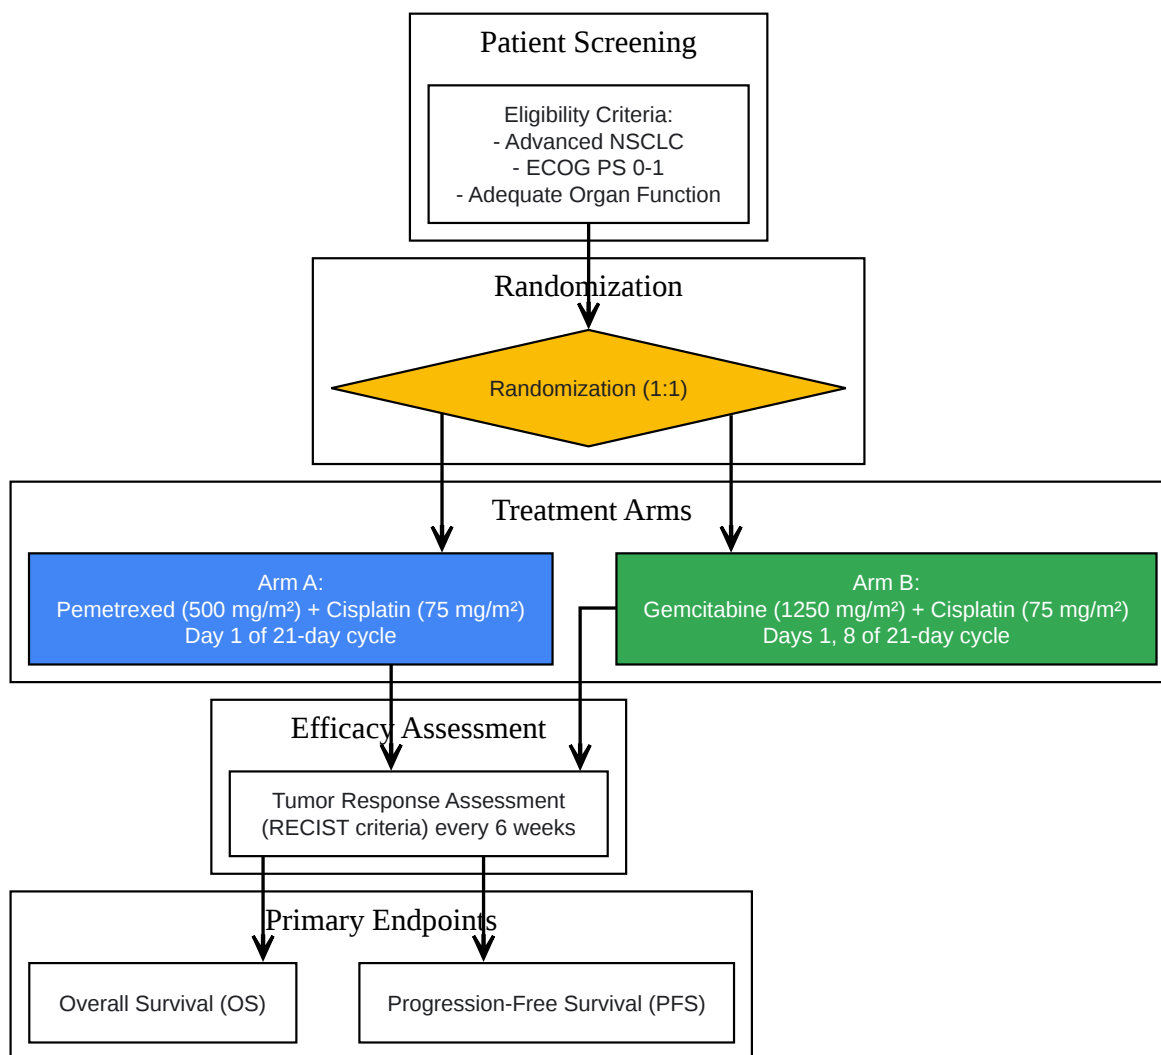 Patient Screening
Eligibility Criteria:
- Advanced NSCLC
- ECOG PS 0-1
- Adequate Organ Function
Randomization
Randomization (1:1)
Treatment Arms
Arm A:
Pemetrexed (500 mg/m²) + Cisplatin (75 mg/m²)
Day 1 of 21-day cycle
Arm B:
Gemcitabine (1250 mg/m²) + Cisplatin (75 mg/m²)
Days 1, 8 of 21-day cycle
Efficacy Assessment
Tumor Response Assessment
(RECIST criteria) every 6 weeks
Primary Endpoints
Overall Survival (OS)
Progression-Free Survival (PFS)